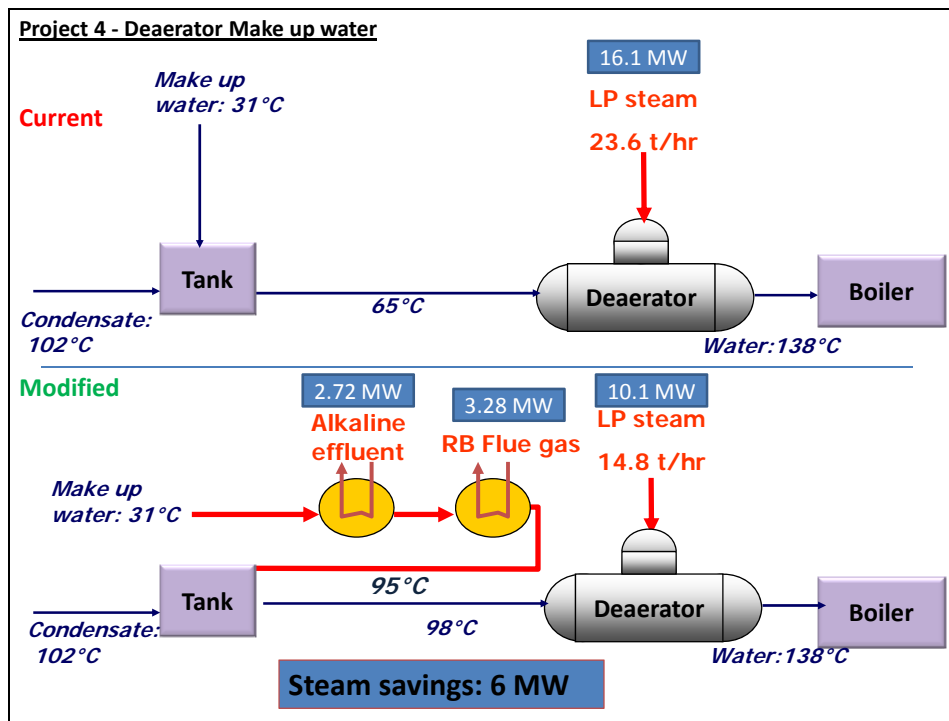 Project 4 - Deaerator Make up water
16.1 MW
Make up
water: 31°C
LP steam
Current
23.6 t/hr
Tank
65°C
Deaerator
Boiler
Condensate:
102°C
Water:138°C
Modified
2.72 MW
3.28 MW
10.1 MW
Alkaline
effluent
RB Flue gas
LP steam
14.8 t/hr
Make up
water: 31°C
95°C
Tank
98°C
Deaerator
Boiler
Condensate:
102°C
Water:138°C
Steam savings: 6 MW